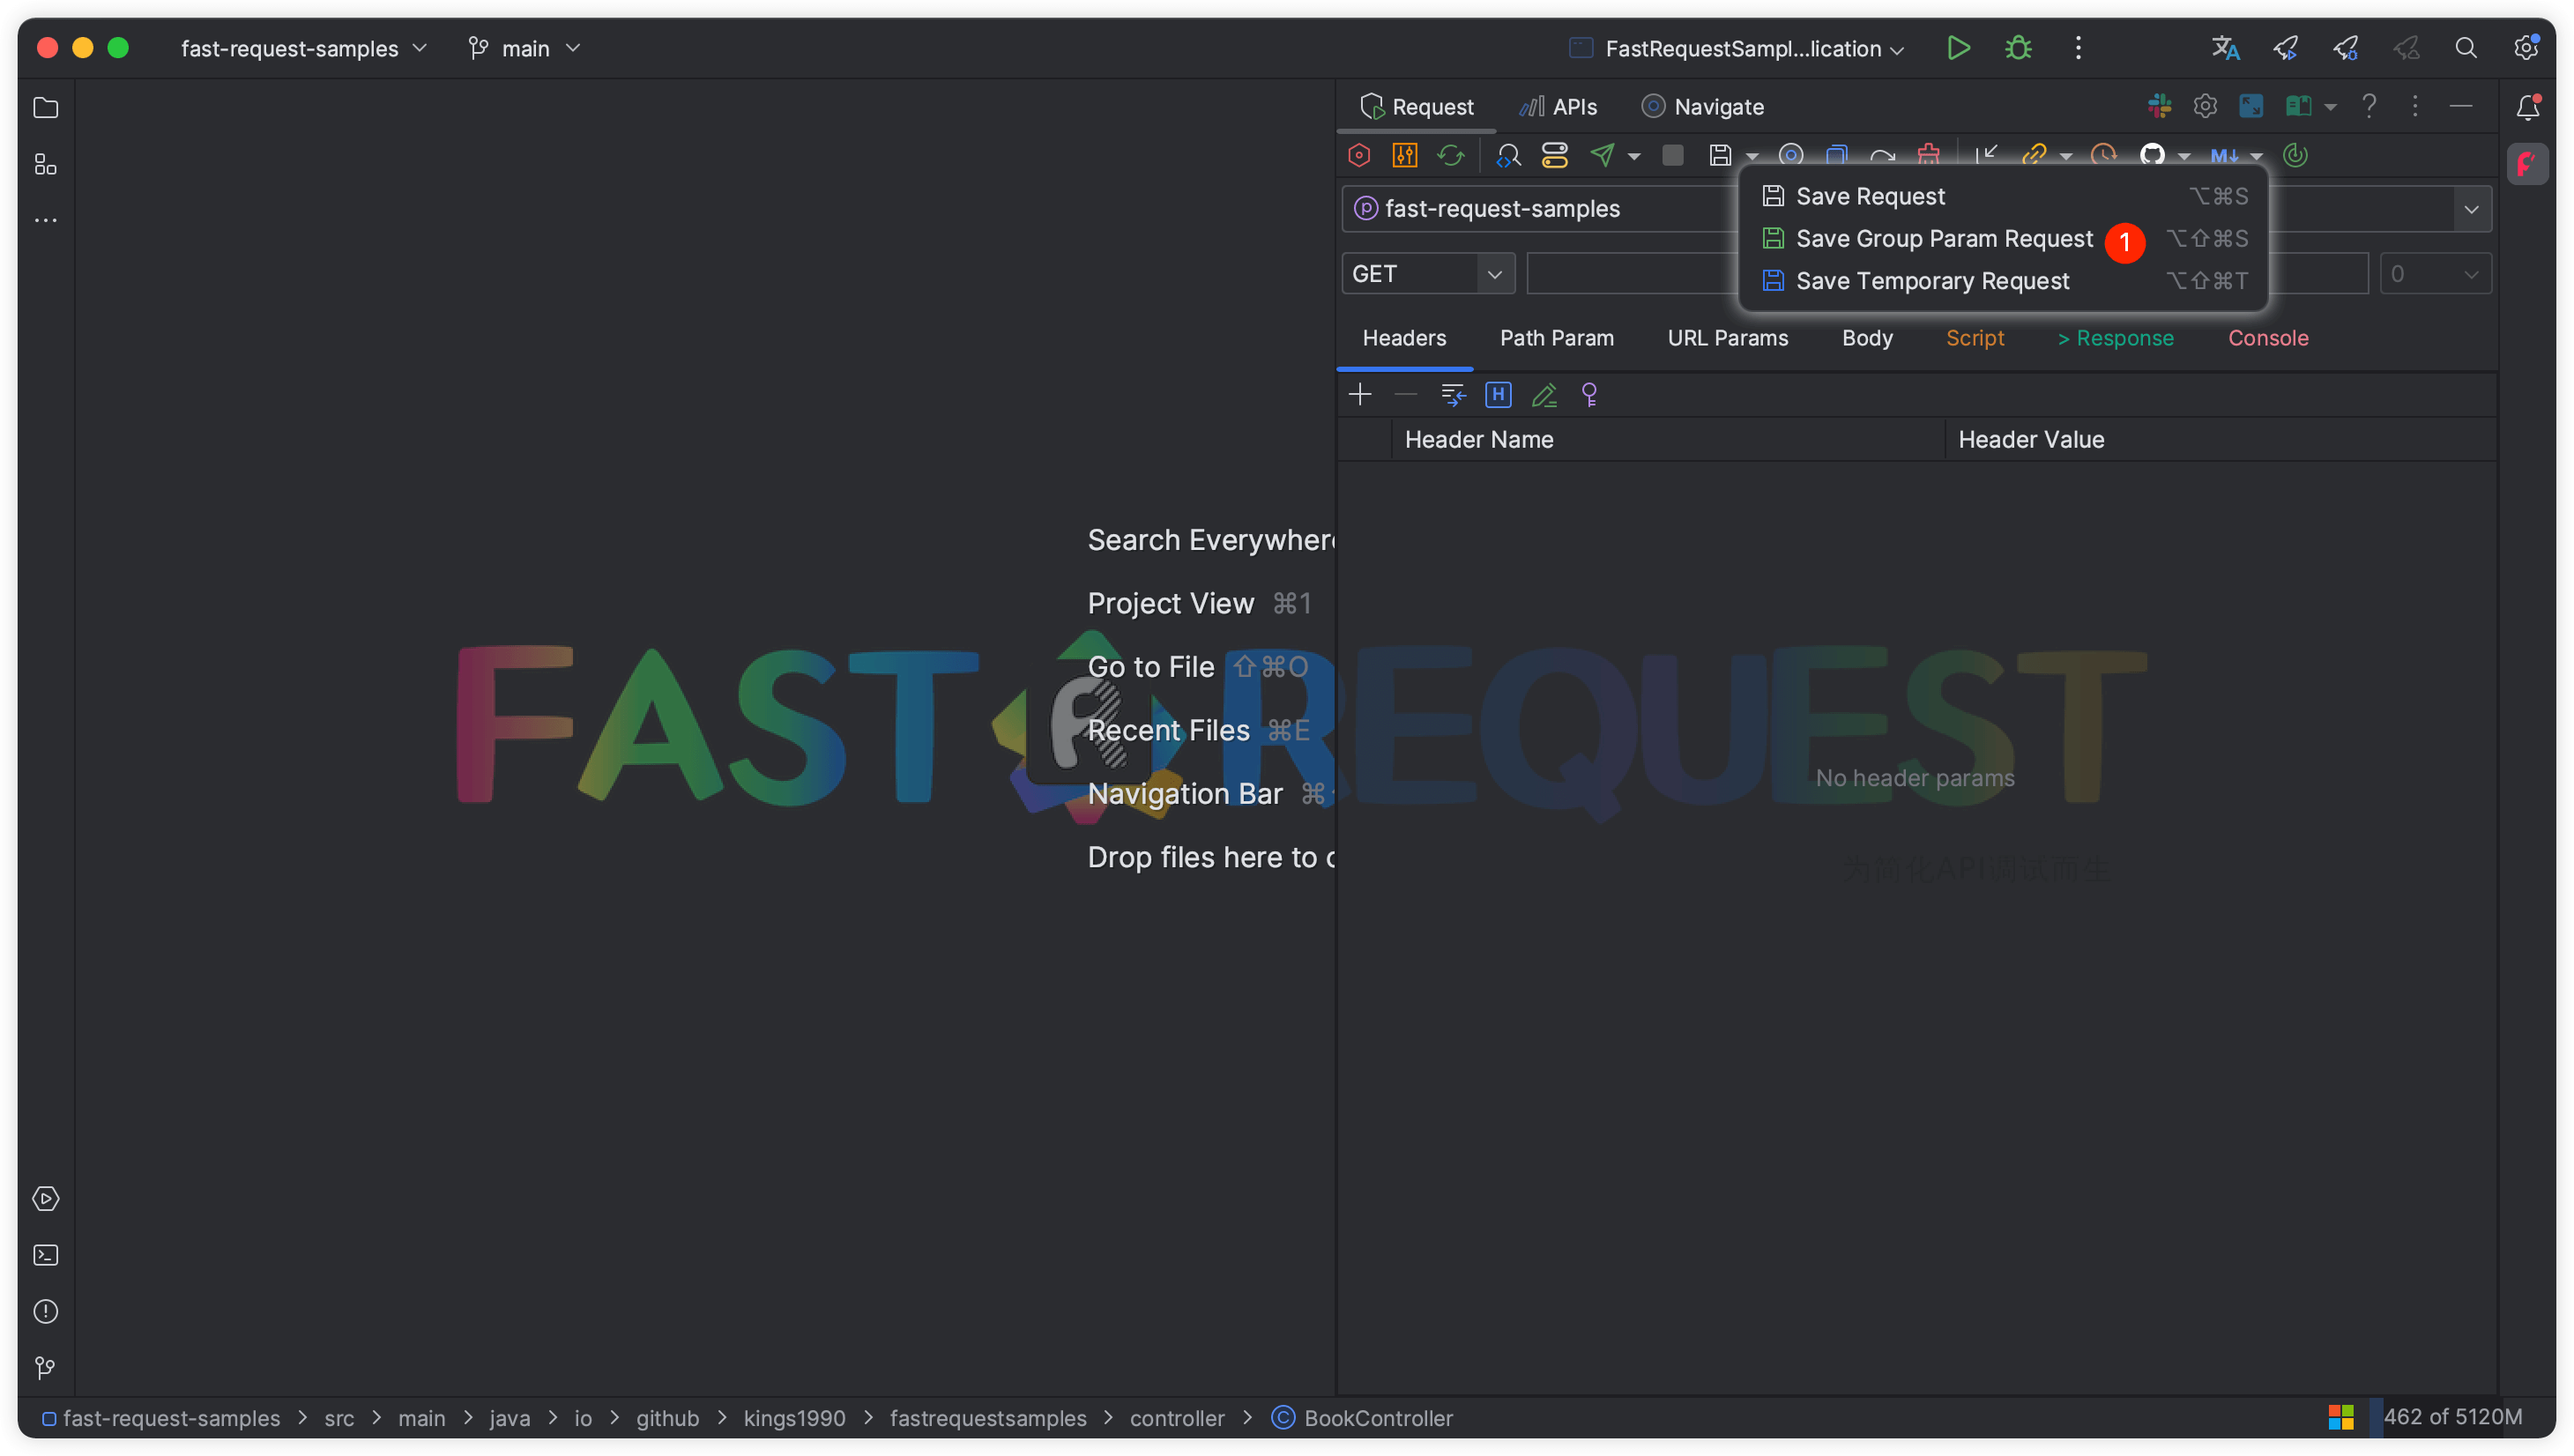 fast-request-samples
main
FastRequestSampl...lication
Request
APIs
Navigate
M↓
Save Request ⌥⌘S
Save Group Param Request 1 ⌥⇧⌘S
Save Temporary Request ⌥⇧⌘T
fast-request-samples
GET
0
Headers
Path Param
URL Params
Body
Script
> Response
Console
H
Header Name
Header Value
Search Everywhere
Project View ⌘1
Go to File ⇧⌘O
Recent Files ⌘E
Navigation Bar ⌘
Drop files here to
FAST REQUEST
No header params
为简化API调试而生
fast-request-samples > src > main > java > io > github > kings1990 > fastrequestsamples > controller > BookController
462 of 5120M